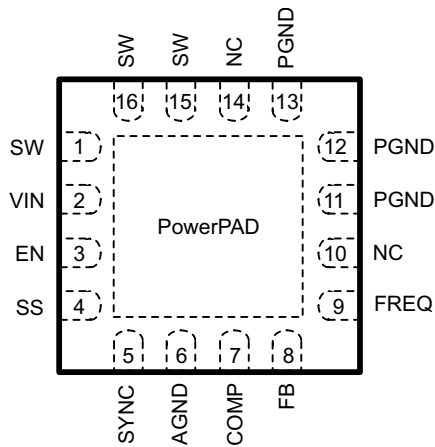 SW
SW
NC
PGND
16
15
14
13
SW
1
12
PGND
VIN
2
11
PGND
PowerPAD
EN
3
10
NC
SS
4
9
FREQ
5
6
7
8
SYNC
AGND
COMP
FB